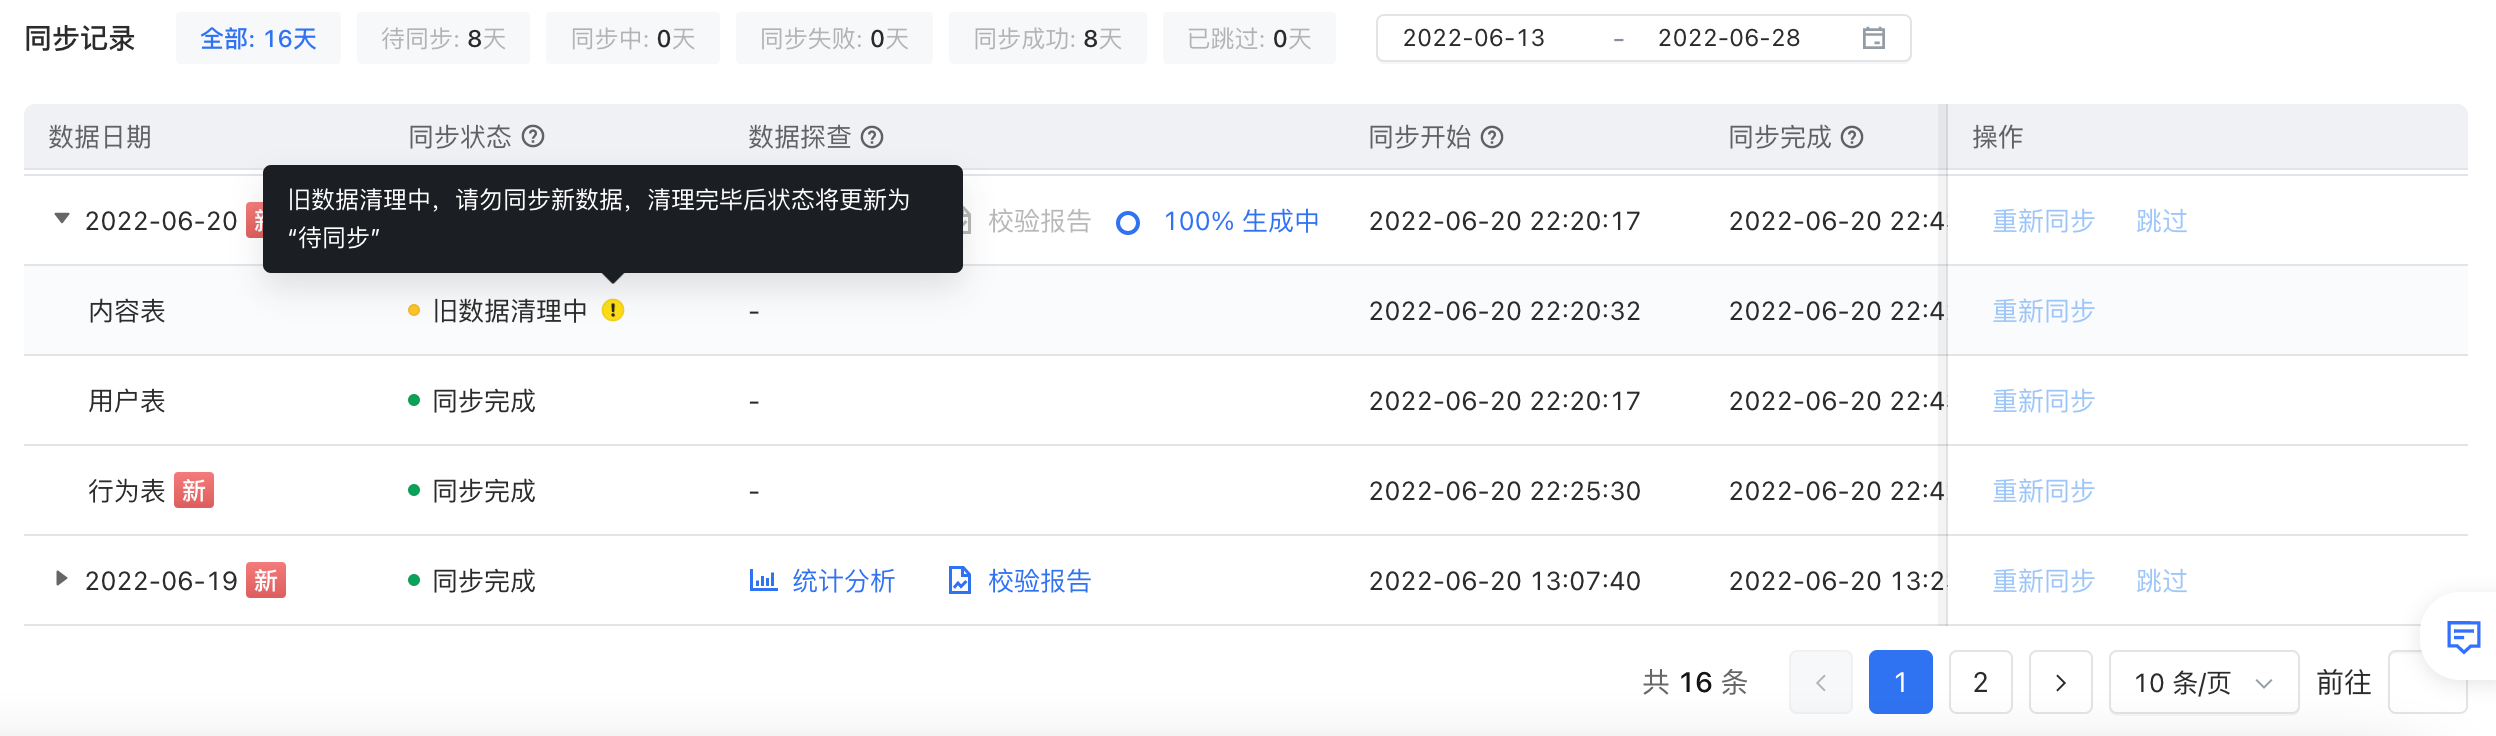 同步记录 全部: 16天 待同步: 8天 同步中: 0天 同步失败: 0天 同步成功: 8天 已跳过: 0天 2022-06-13 - 2022-06-28
数据日期 同步状态 数据探查 同步开始 同步完成 操作
旧数据清理中，请勿同步新数据，清理完毕后状态将更新为
“待同步”
2022-06-20 校验报告 100% 生成中 2022-06-20 22:20:17 2022-06-20 22:4 重新同步 跳过
内容表 旧数据清理中 - 2022-06-20 22:20:32 2022-06-20 22:4 重新同步
用户表 同步完成 - 2022-06-20 22:20:17 2022-06-20 22:4 重新同步
行为表 新 同步完成 - 2022-06-20 22:25:30 2022-06-20 22:4 重新同步
2022-06-19 新 同步完成 统计分析 校验报告 2022-06-20 13:07:40 2022-06-20 13:2 重新同步 跳过
共 16 条 1 2 10 条/页 前往